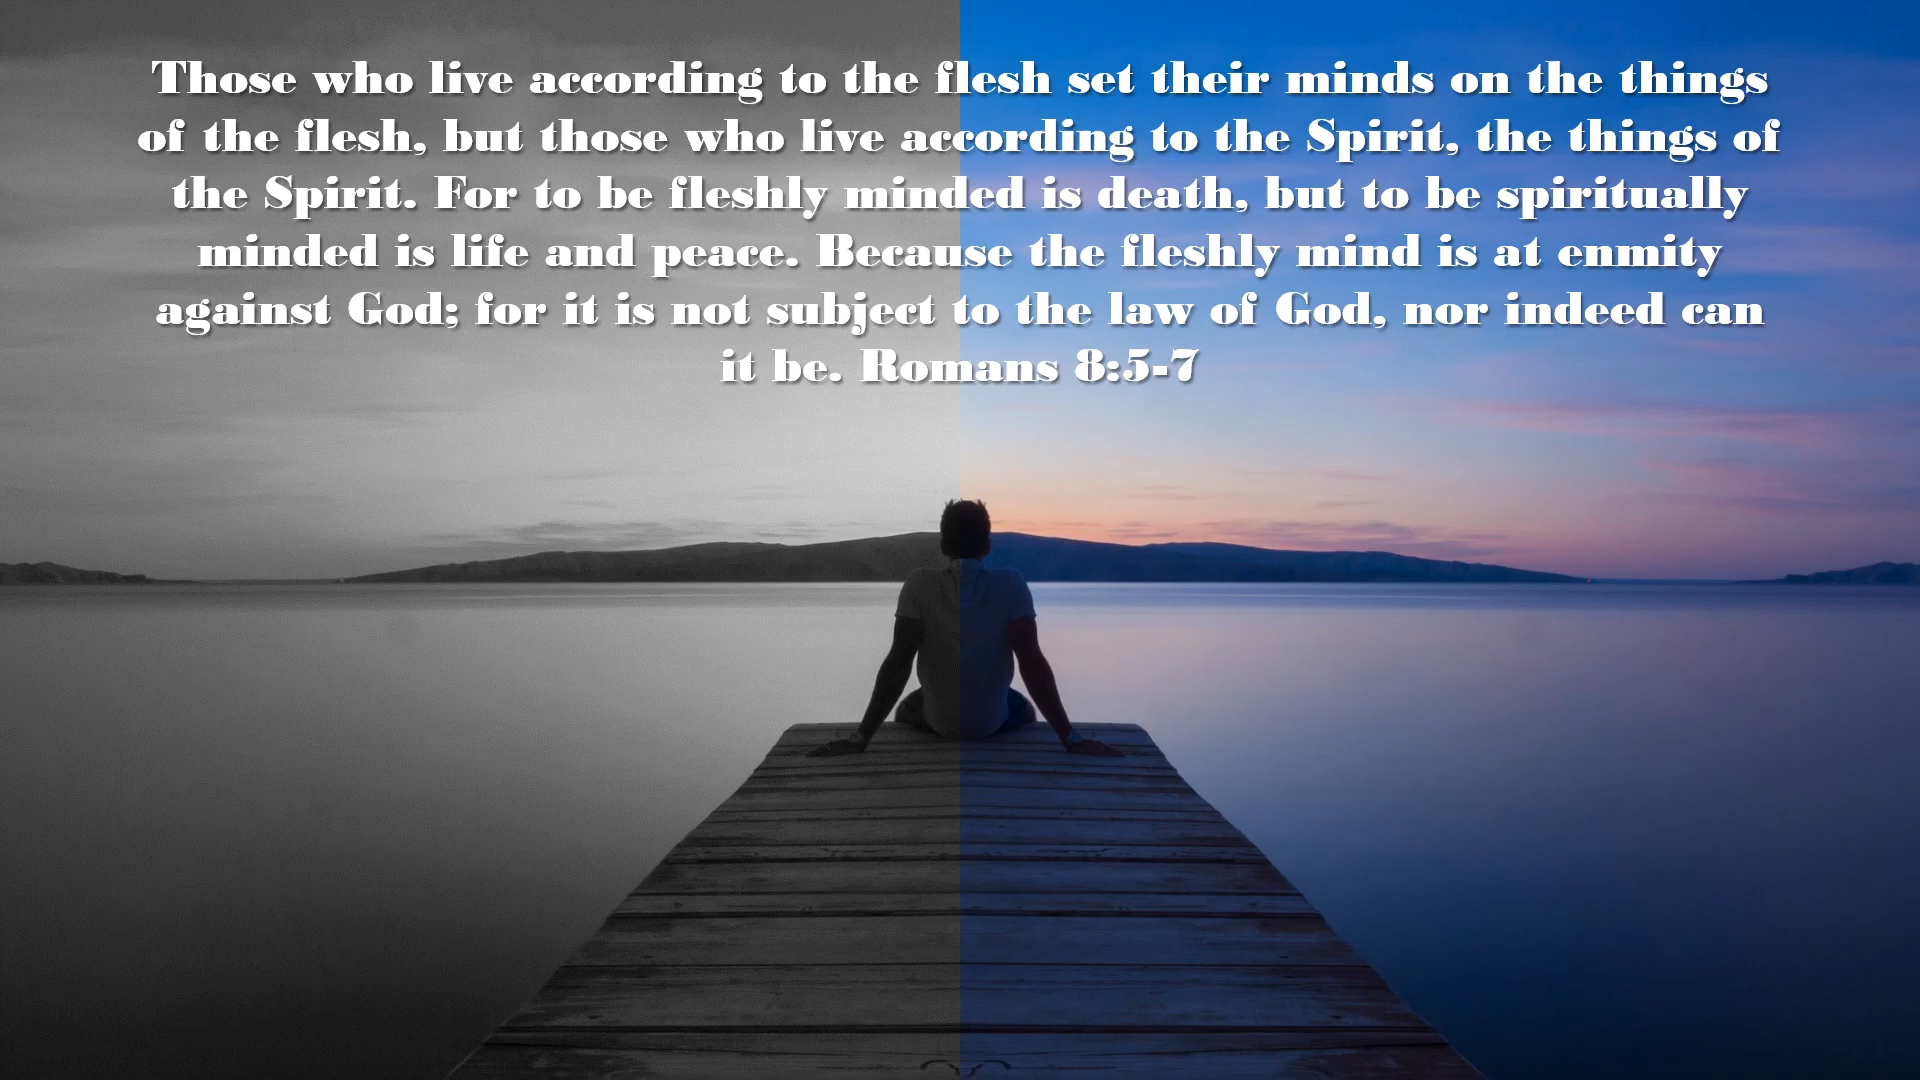 Those who live according to the flesh set their minds on the things
of the flesh, but those who live according to the Spirit, the things of
the Spirit. For to be fleshly minded is death, but to be spiritually
minded is life and peace. Because the fleshly mind is at enmity
against God; for it is not subject to the law of God, nor indeed can
it be. Romans 8:5-7